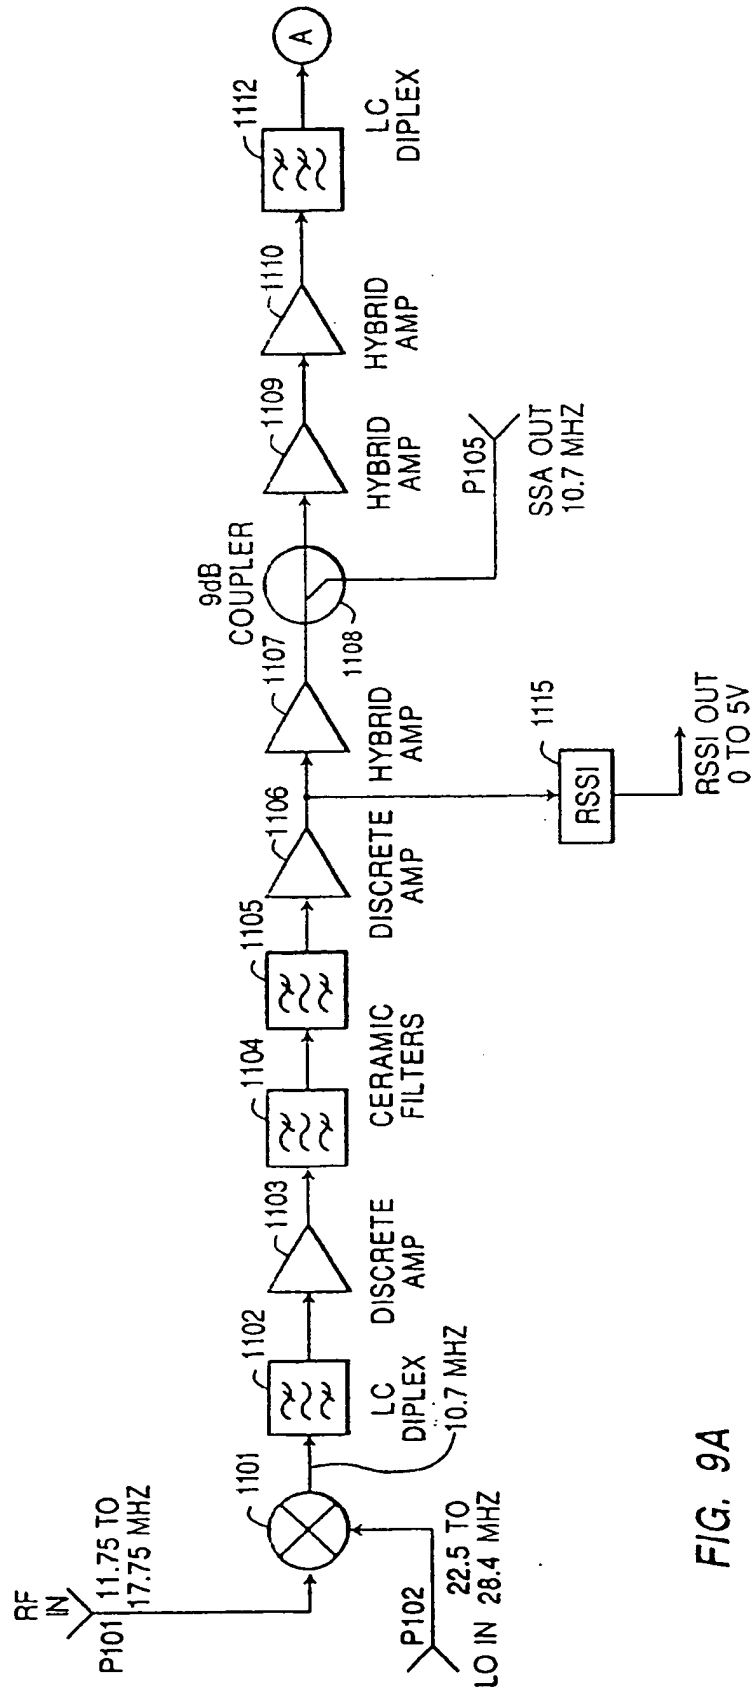 RF
IN
P101
11.75 TO
17.75 MHZ
1101
P102
22.5 TO
LO IN 28.4 MHZ
10.7 MHZ
1102
LC
DIPLEX
1103
DISCRETE
AMP
1104
1105
CERAMIC
FILTERS
1106
DISCRETE
AMP
1107
HYBRID
AMP
1115
RSSI
RSSI OUT
0 TO 5V
9dB
COUPLER
1108
P105
SSA OUT
10.7 MHZ
1109
HYBRID
AMP
1110
HYBRID
AMP
1112
LC
DIPLEX
A
FIG. 9A